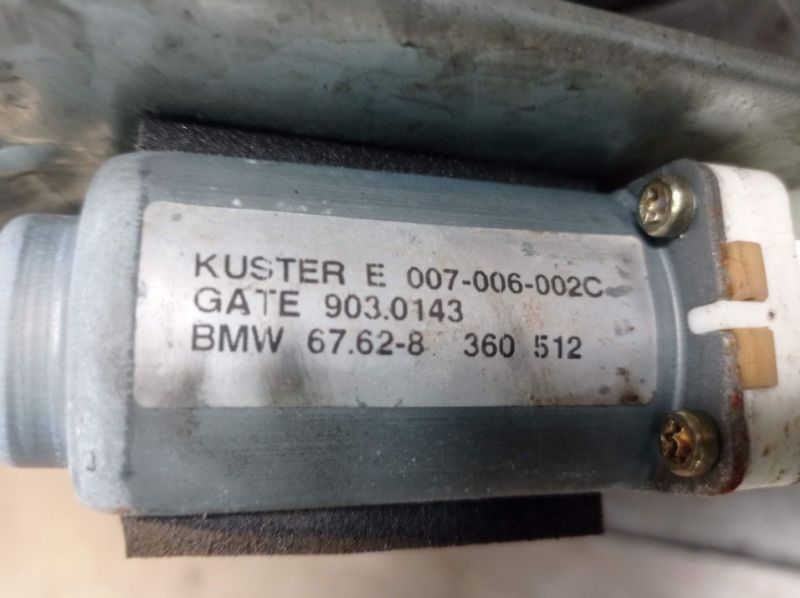 KUSTER E 007-006-002C
GATE 903.0143
BMW 67.62-8 360 512